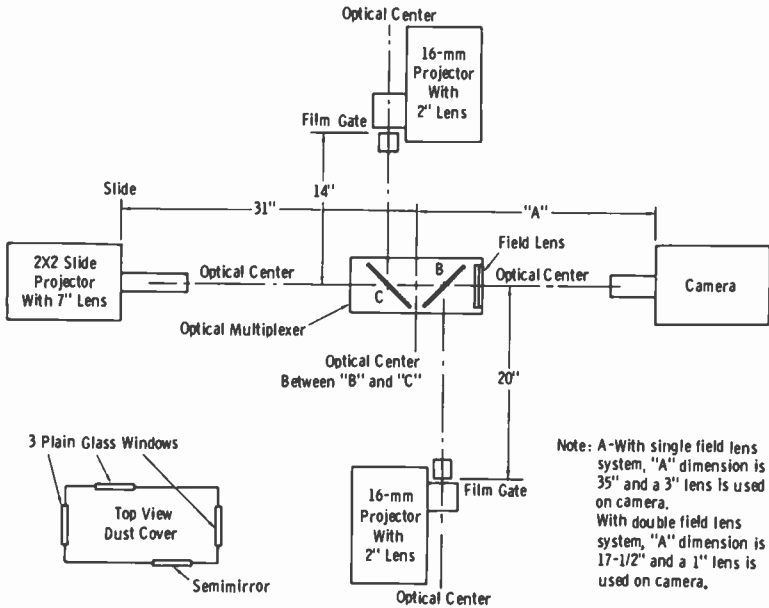 Optical Center
16-mm
Projector
With
2" Lens
Film Gate
Slide
14"
31"
"A"
Field Lens
2X2 Slide
Projector
With 7" Lens
Optical Center
B
Optical Center
Camera
C
Optical Multiplexer
Optical Center
Between "B" and "C"
20"
3 Plain Glass Windows
Top View
Dust Cover
Semimirror
16-mm
Projector
With
2" Lens
Film Gate
Optical Center
Note: A-With single field lens
system, "A" dimension is
35" and a 3" lens is used
on camera.
With double field lens
system, "A" dimension is
17-1/2" and a 1" lens is
used on camera.